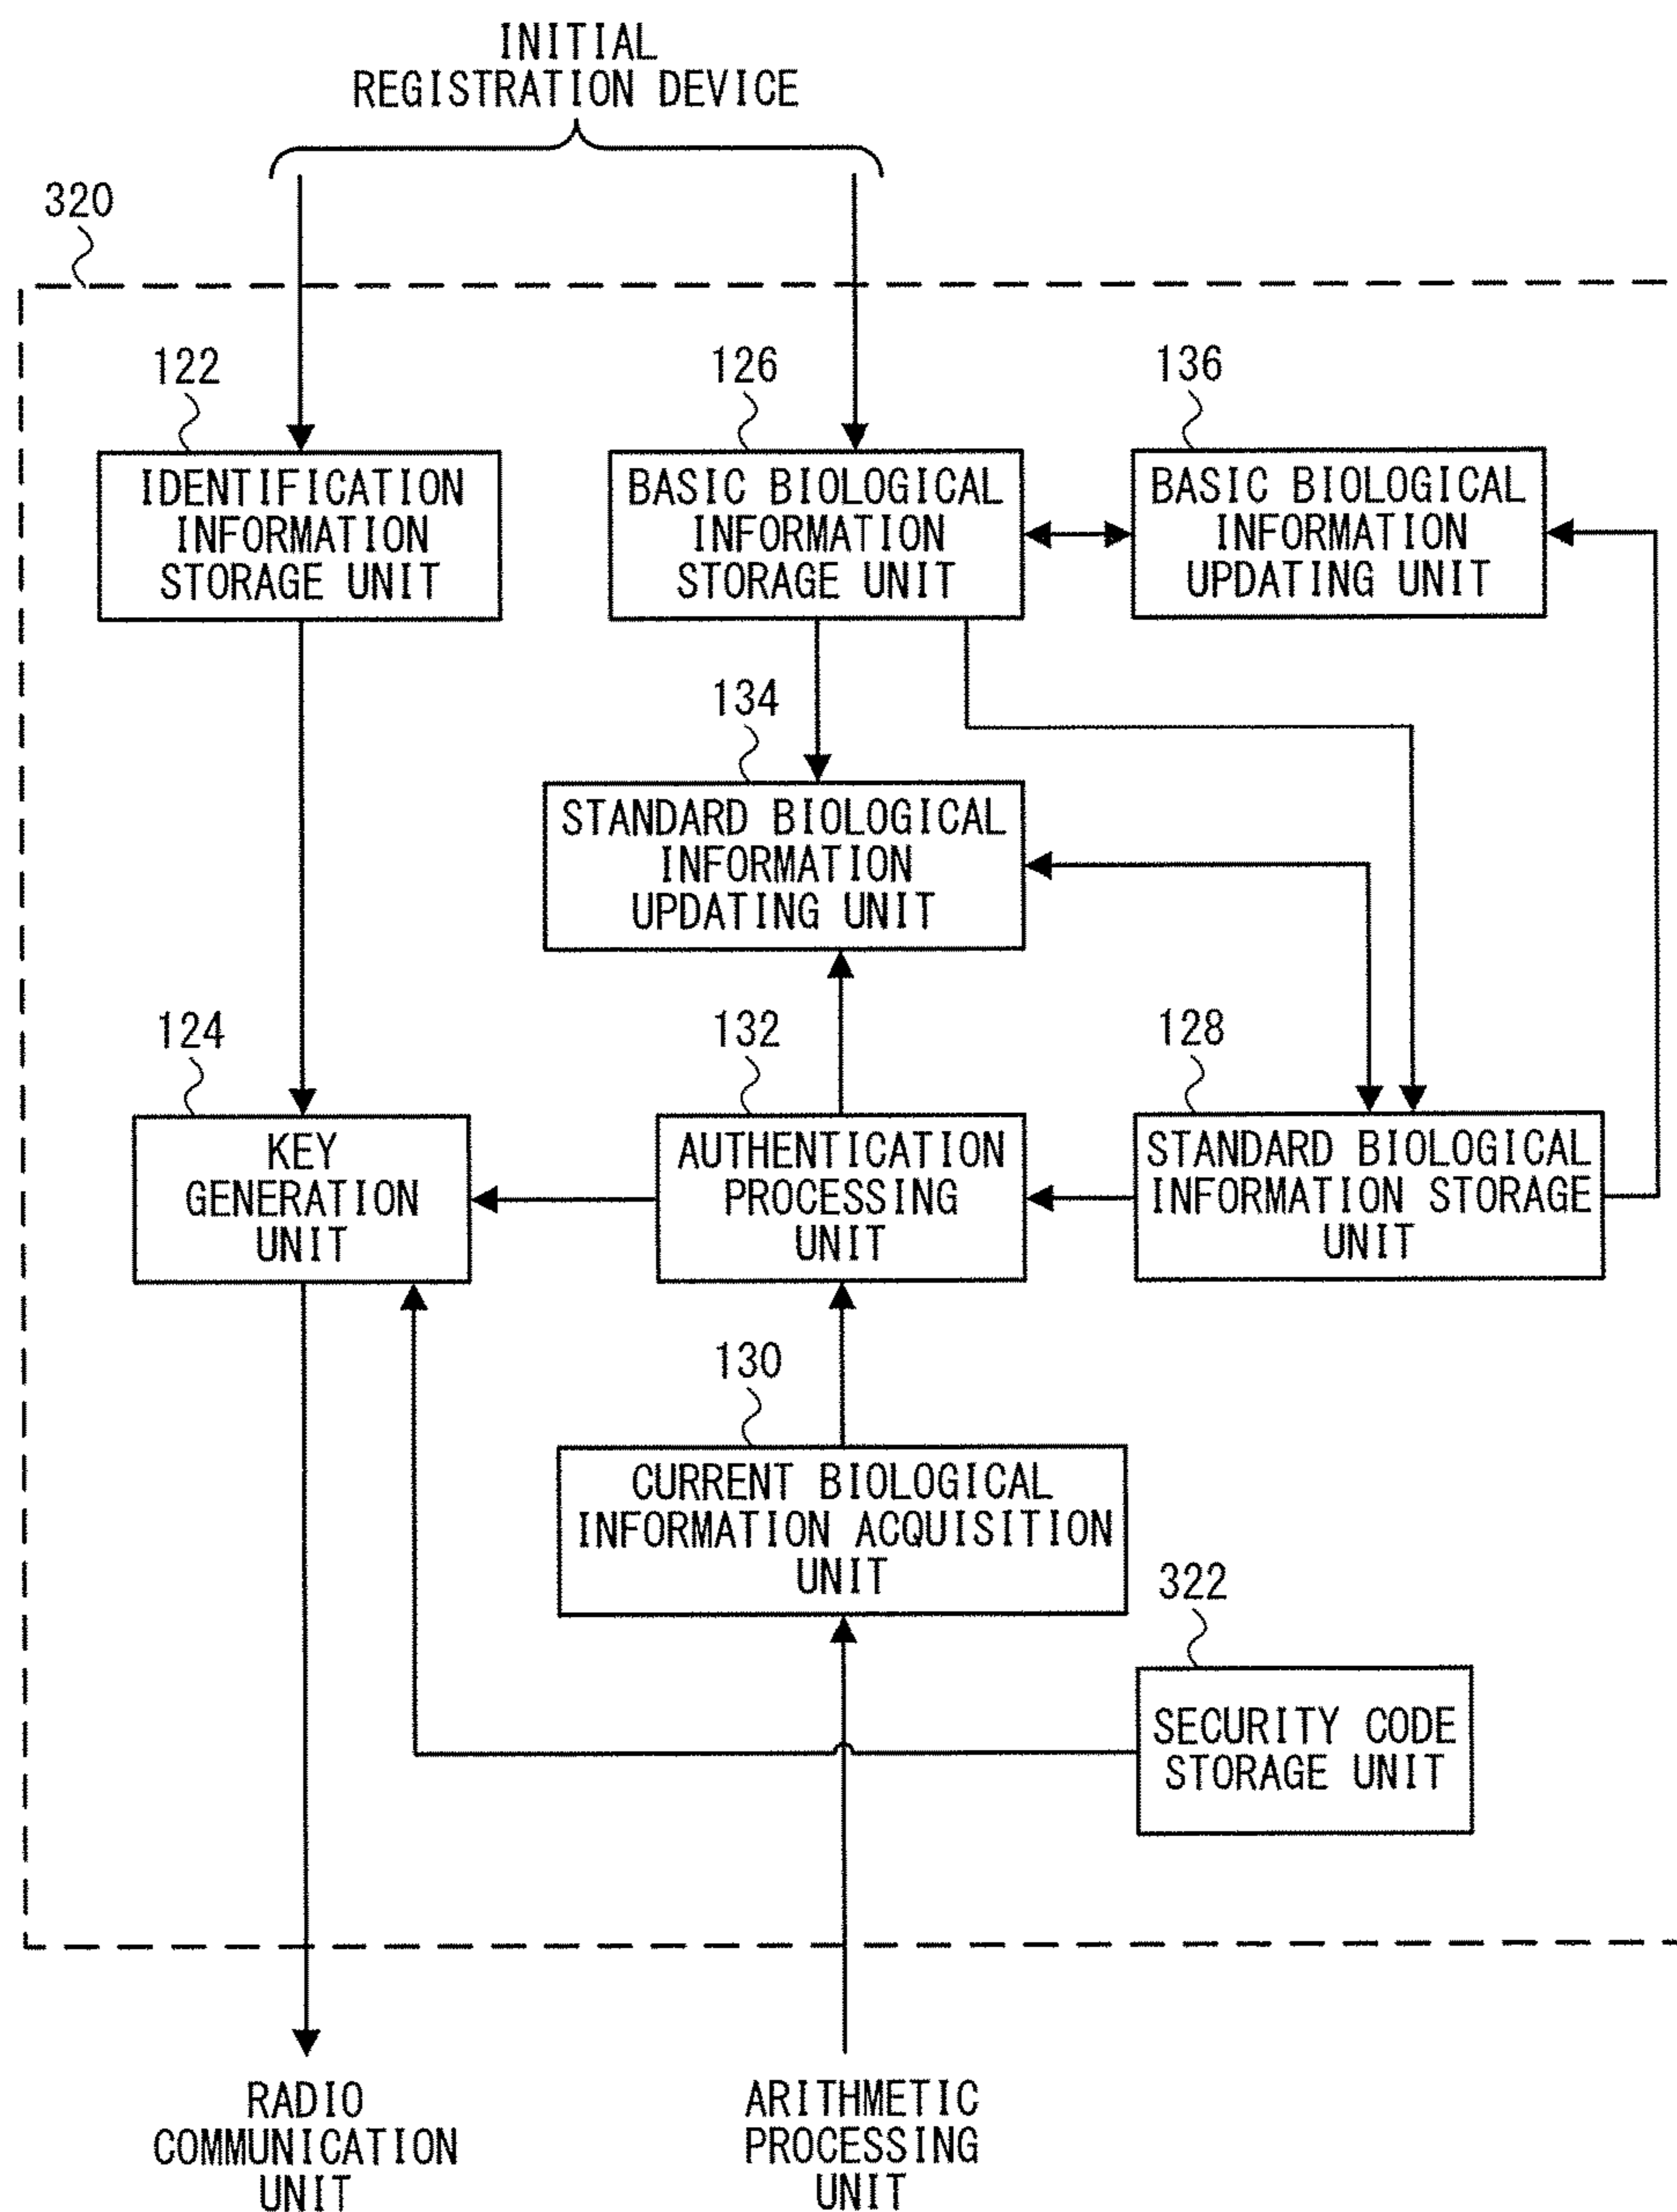 INITIAL
REGISTRATION DEVICE
320
122
126
136
IDENTIFICATION
INFORMATION
STORAGE UNIT
BASIC BIOLOGICAL
INFORMATION
STORAGE UNIT
BASIC BIOLOGICAL
INFORMATION
UPDATING UNIT
134
STANDARD BIOLOGICAL
INFORMATION
UPDATING UNIT
124
132
128
KEY
GENERATION
UNIT
AUTHENTICATION
PROCESSING
UNIT
STANDARD BIOLOGICAL
INFORMATION STORAGE
UNIT
130
CURRENT BIOLOGICAL
INFORMATION ACQUISITION
UNIT
322
SECURITY CODE
STORAGE UNIT
RADIO
COMMUNICATION
UNIT
ARITHMETIC
PROCESSING
UNIT